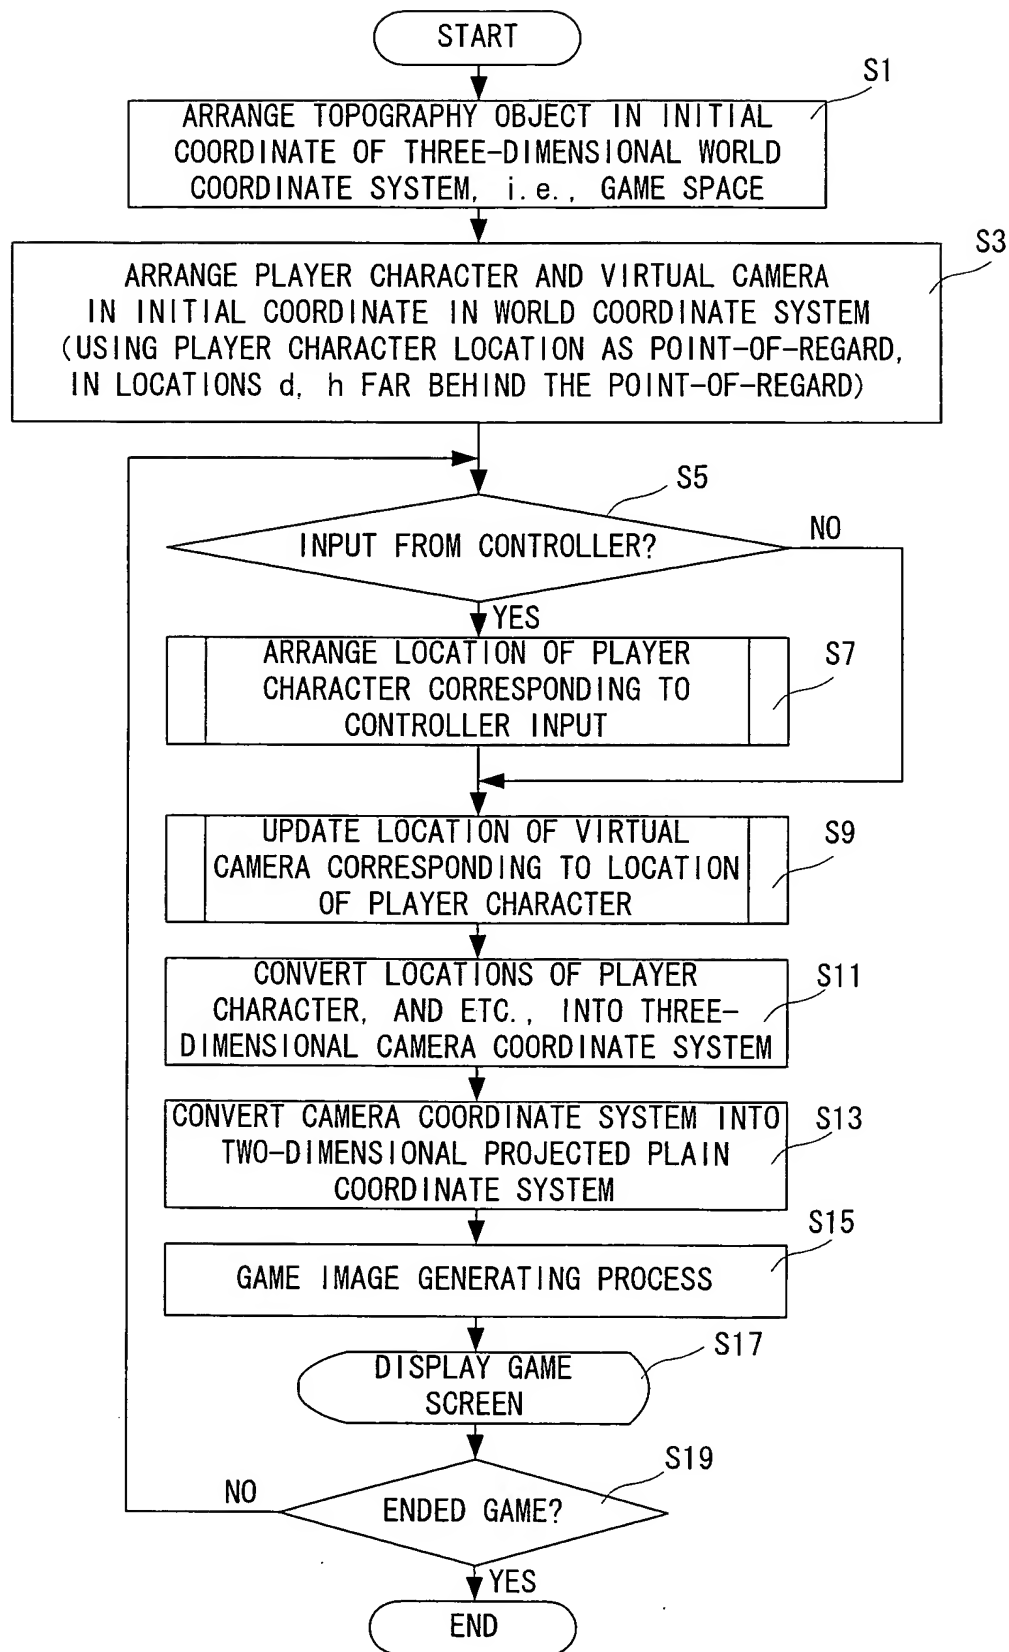 START
S1
ARRANGE TOPOGRAPHY OBJECT IN INITIAL
COORDINATE OF THREE-DIMENSIONAL WORLD
COORDINATE SYSTEM, i.e., GAME SPACE
S3
ARRANGE PLAYER CHARACTER AND VIRTUAL CAMERA
IN INITIAL COORDINATE IN WORLD COORDINATE SYSTEM
(USING PLAYER CHARACTER LOCATION AS POINT-OF-REGARD,
IN LOCATIONS d, h FAR BEHIND THE POINT-OF-REGARD)
S5
INPUT FROM CONTROLLER?
NO
YES
S7
ARRANGE LOCATION OF PLAYER
CHARACTER CORRESPONDING TO
CONTROLLER INPUT
S9
UPDATE LOCATION OF VIRTUAL
CAMERA CORRESPONDING TO LOCATION
OF PLAYER CHARACTER
S11
CONVERT LOCATIONS OF PLAYER
CHARACTER, AND ETC., INTO THREE-
DIMENSIONAL CAMERA COORDINATE SYSTEM
S13
CONVERT CAMERA COORDINATE SYSTEM INTO
TWO-DIMENSIONAL PROJECTED PLAIN
COORDINATE SYSTEM
S15
GAME IMAGE GENERATING PROCESS
S17
DISPLAY GAME
SCREEN
S19
NO
ENDED GAME?
YES
END